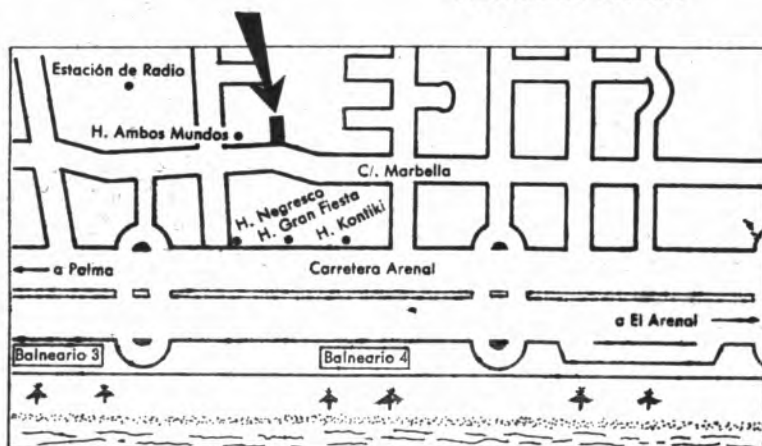 Estación de Radio
H. Ambos Mundos
C/. Marbella
H. Negresco
H. Gran Fiesta
H. Kontiki
a Palma
Carretera Arenal
a El Arenal
Balneario 3
Balneario 4